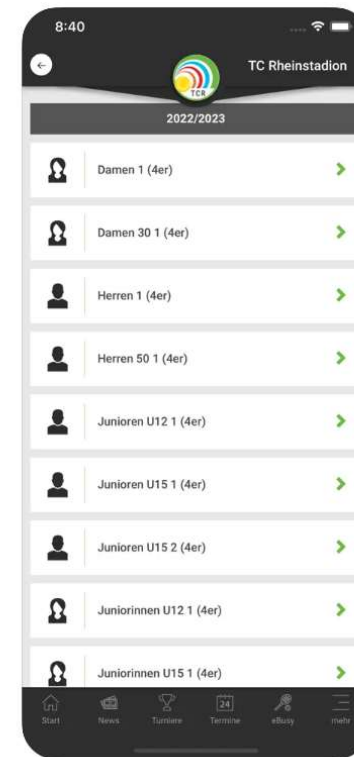 8:40
TC Rheinstadion
TCR
2022/2023
Damen 1 (4er)
Damen 30 1 (4er)
Herren 1 (4er)
Herren 50 1 (4er)
Junioren U12 1 (4er)
Junioren U15 1 (4er)
Junioren U15 2 (4er)
Juniorinnen U12 1 (4er)
Juniorinnen U15 1 (4er)
24
Start News Turniere Termine eBusy mehr